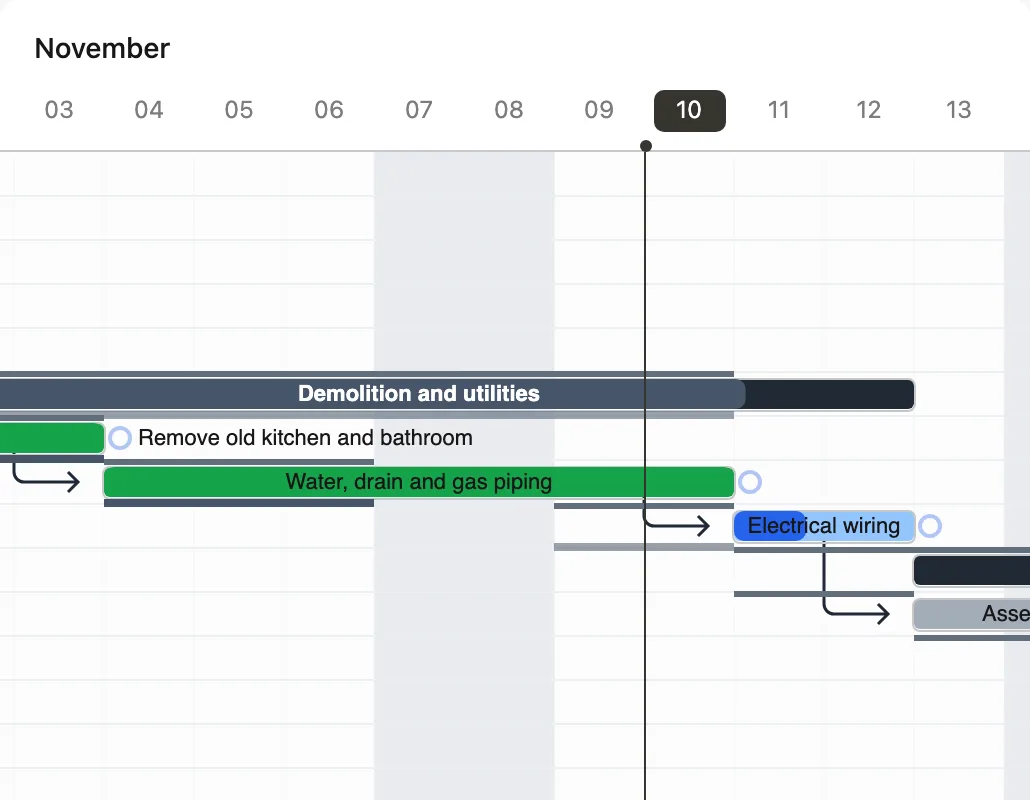 November
03 04 05 06 07 08 09 10 11 12 13
Demolition and utilities
Remove old kitchen and bathroom
Water, drain and gas piping
Electrical wiring
Asse